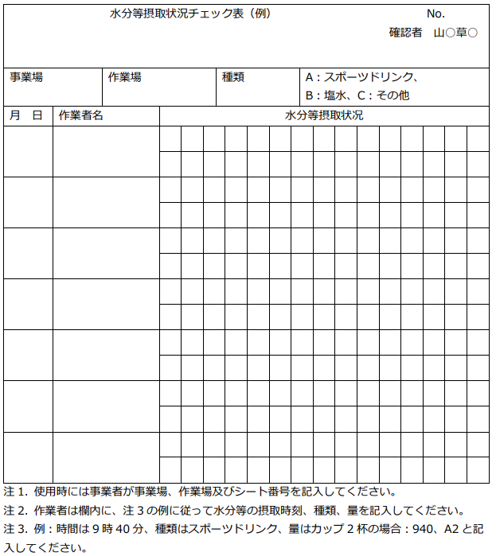 水分等摂取状況チェック表（例）　No.
確認者　山○草○
事業場　作業場　種類　A：スポーツドリンク、
B：塩水、C：その他
月　日　作業者名　水分等摂取状況
注１．使用時には事業者が事業場、作業場及びシート番号を記入してください。
注２．作業者は欄内に、注３の例に従って水分等の摂取時刻、種類、量を記入してください。
注３．例：時間は９時４０分、種類はスポーツドリンク、量はカップ２杯の場合：940、A２と記
入してください。